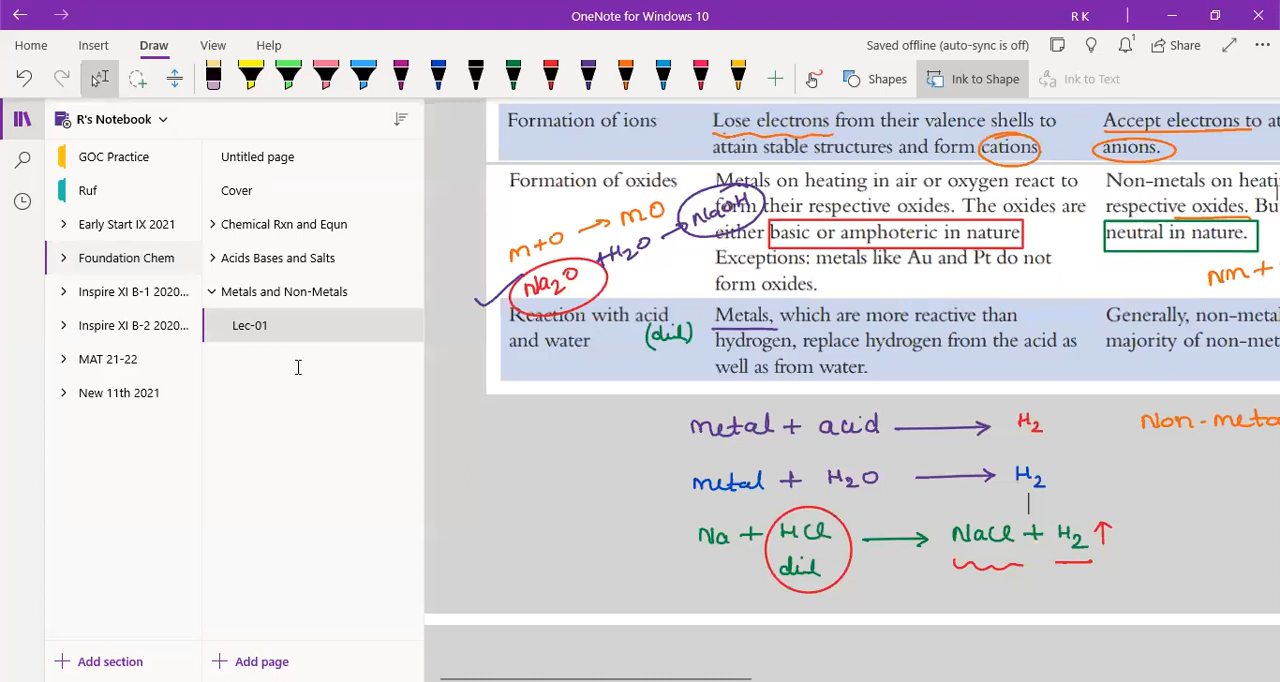 OneNote for Windows 10
R K
Home Insert Draw View Help
Saved offline (auto-sync is off)
Share
Shapes
Ink to Shape
Ink to Text
R's Notebook
GOC Practice
Ruf
Early Start IX 2021
Foundation Chem
Inspire XI B-1 2020...
Inspire XI B-2 2020...
MAT 21-22
New 11th 2021
Add section
Untitled page
Cover
Chemical Rxn and Equn
Acids Bases and Salts
Metals and Non-Metals
Lec-01
Add page
Formation of ions
Lose electrons from their valence shells to
attain stable structures and form cations
Accept electrons to
anions.
Formation of oxides
Metals on heating in air or oxygen react to
form their respective oxides. The oxides are
either basic or amphoteric in nature
Exceptions: metals like Au and Pt do not
form oxides.
Non-metals on
respective oxides. But
neutral in nature.
m + O → mO
Na2O + H2O → NaOH
Nm +
Reaction with acid
and water
(dil)
Metals, which are more reactive than
hydrogen, replace hydrogen from the acid as
well as from water.
Generally,
majority of
metal + acid → H2
Non-meta
metal + H2O → H2
Na + HCl → NaCl + H2 ↑
dil